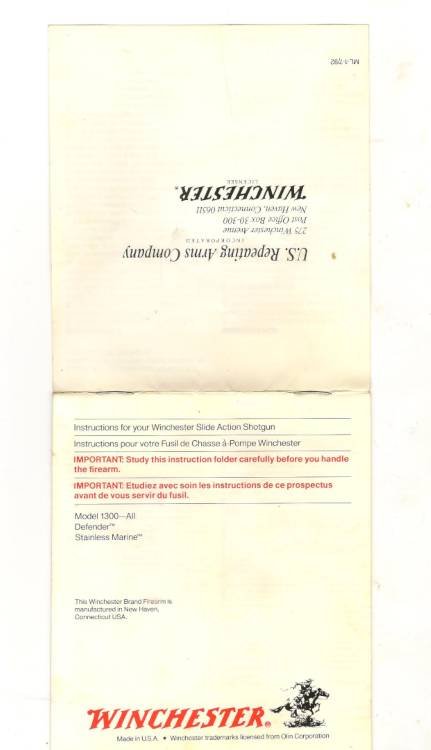 ML-1-7/92
U.S. Repeating Arms Company
INCORPORATED
275 Winchester Avenue
Post Office Box 30-300
New Haven, Connecticut 06511
LICENSEE
WINCHESTER®
Instructions for your Winchester Slide Action Shotgun
Instructions pour votre Fusil de Chasse á-Pompe Winchester
IMPORTANT: Study this instruction folder carefully before you handle
the firearm.
IMPORTANT: Etudiez avec soin les instructions de ce prospectus
avant de vous servir du fusil.
Model 1300—All
Defender™
Stainless Marine™
This Winchester Brand Firearm is
manufactured in New Haven,
Connecticut USA.
WINCHESTER®
Made in U.S.A. • Winchester trademarks licensed from Olin Corporation